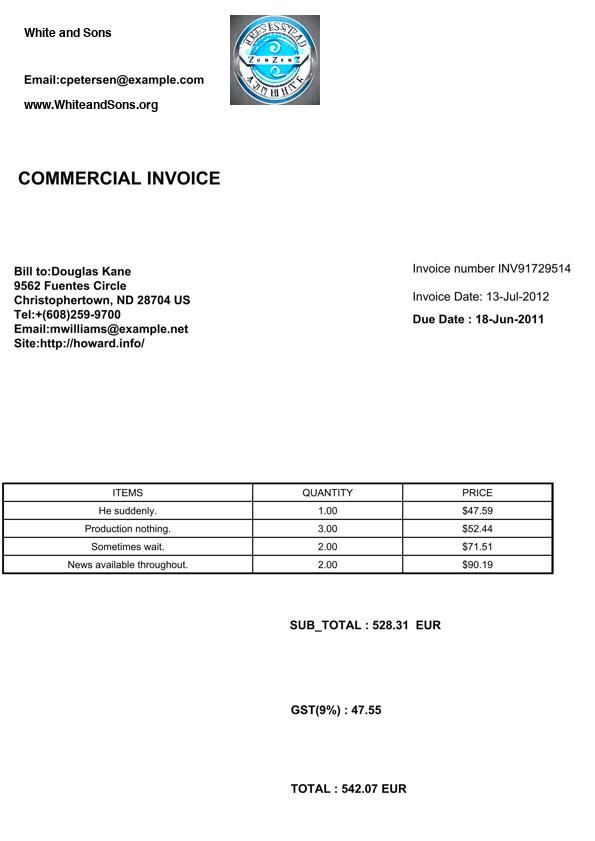 White and Sons
Email:cpetersen@example.com
www.WhiteandSons.org
COMMERCIAL INVOICE
Bill to:Douglas Kane
9562 Fuentes Circle
Christophertown, ND 28704 US
Tel:+(608)259-9700
Email:mwilliams@example.net
Site:http://howard.info/
Invoice number INV91729514
Invoice Date: 13-Jul-2012
Due Date : 18-Jun-2011
ITEMS QUANTITY PRICE
He suddenly. 1.00 $47.59
Production nothing. 3.00 $52.44
Sometimes wait. 2.00 $71.51
News available throughout. 2.00 $90.19
SUB_TOTAL : 528.31 EUR
GST(9%) : 47.55
TOTAL : 542.07 EUR